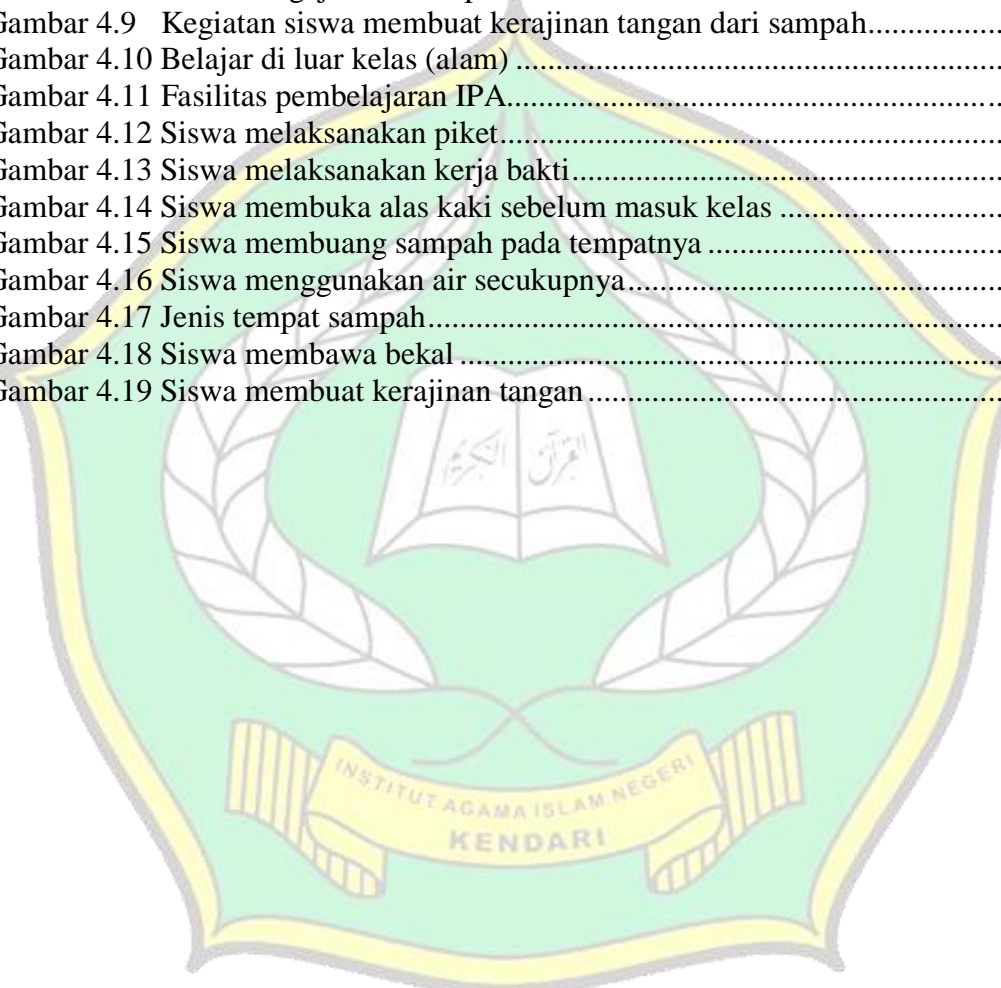 Gambar 4.9 Kegiatan siswa membuat kerajinan tangan dari sampah....................
Gambar 4.10 Belajar di luar kelas (alam) ....................
Gambar 4.11 Fasilitas pembelajaran IPA....................
Gambar 4.12 Siswa melaksanakan piket....................
Gambar 4.13 Siswa melaksanakan kerja bakti....................
Gambar 4.14 Siswa membuka alas kaki sebelum masuk kelas ....................
Gambar 4.15 Siswa membuang sampah pada tempatnya ....................
Gambar 4.16 Siswa menggunakan air secukupnya....................
Gambar 4.17 Jenis tempat sampah....................
Gambar 4.18 Siswa membawa bekal ....................
Gambar 4.19 Siswa membuat kerajinan tangan ....................
القرآن الكريم
INSTITUT AGAMA ISLAM NEGERI
KENDARI